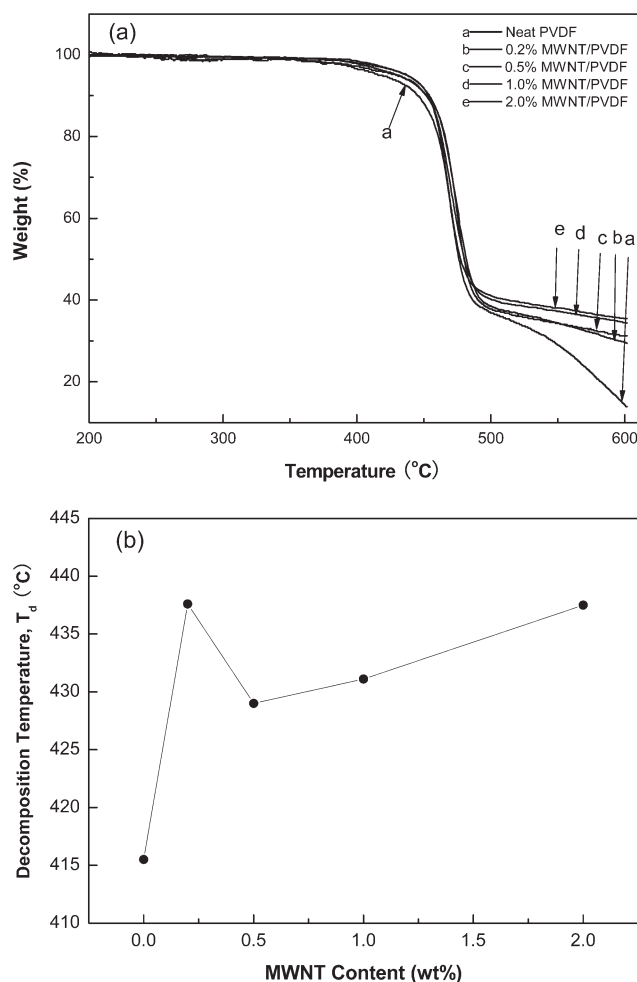 (a)
a Neat PVDF
b 0.2% MWNT/PVDF
c 0.5% MWNT/PVDF
d 1.0% MWNT/PVDF
e 2.0% MWNT/PVDF
100
80
60
40
20
Weight (%)
a
e d c b a
200 300 400 500 600
Temperature (°C)
(b)
445
440
435
430
425
420
415
410
Decomposition Temperature, Td (°C)
0.0 0.5 1.0 1.5 2.0
MWNT Content (wt%)